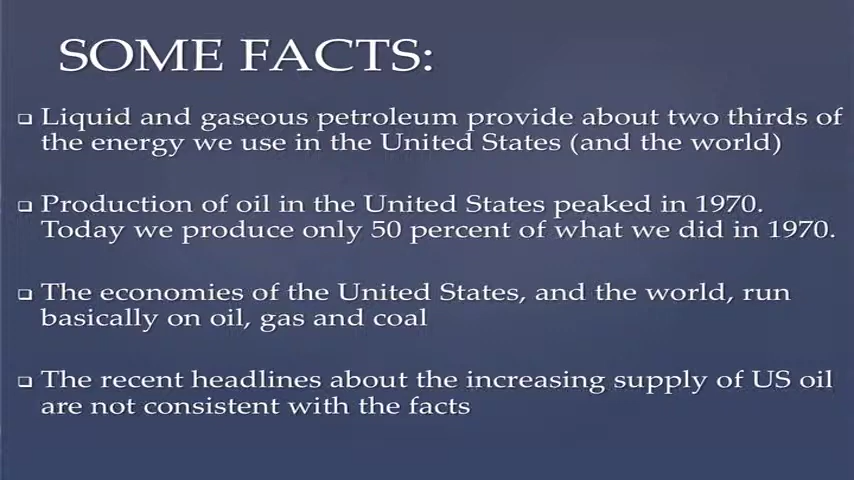 SOME FACTS:
Liquid and gaseous petroleum provide about two thirds of
the energy we use in the United States (and the world)
Production of oil in the United States peaked in 1970.
Today we produce only 50 percent of what we did in 1970.
The economies of the United States, and the world, run
basically on oil, gas and coal
The recent headlines about the increasing supply of US oil
are not consistent with the facts